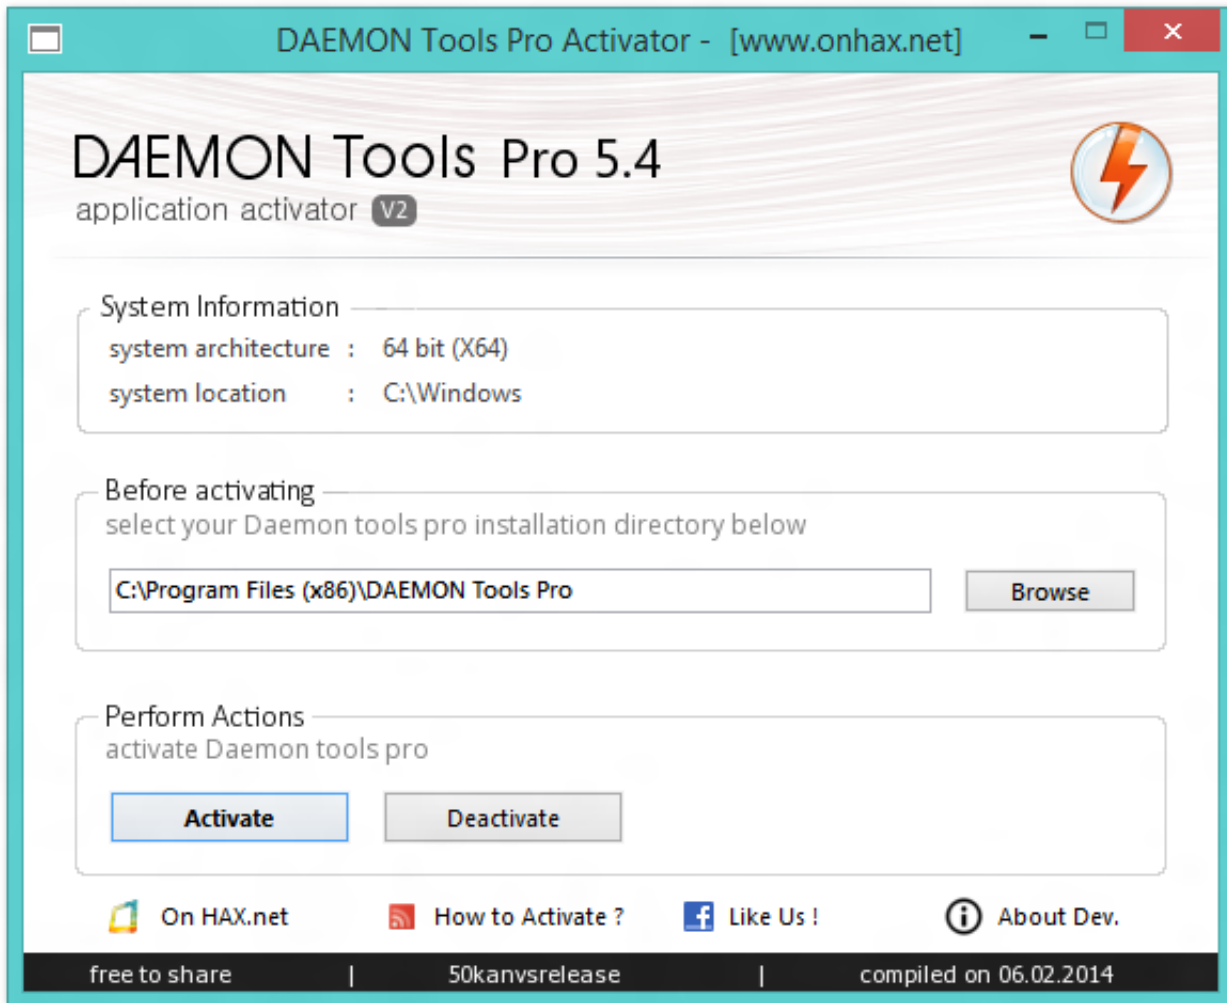 DAEMON Tools Pro Activator - [www.onhax.net]
DAEMON Tools Pro 5.4
application activator V2
System Information
system architecture : 64 bit (X64)
system location : C:\Windows
Before activating
select your Daemon tools pro installation directory below
C:\Program Files (x86)\DAEMON Tools Pro Browse
Perform Actions
activate Daemon tools pro
Activate Deactivate
On HAX.net How to Activate ? Like Us ! About Dev.
free to share | 50kanvsrelease | compiled on 06.02.2014